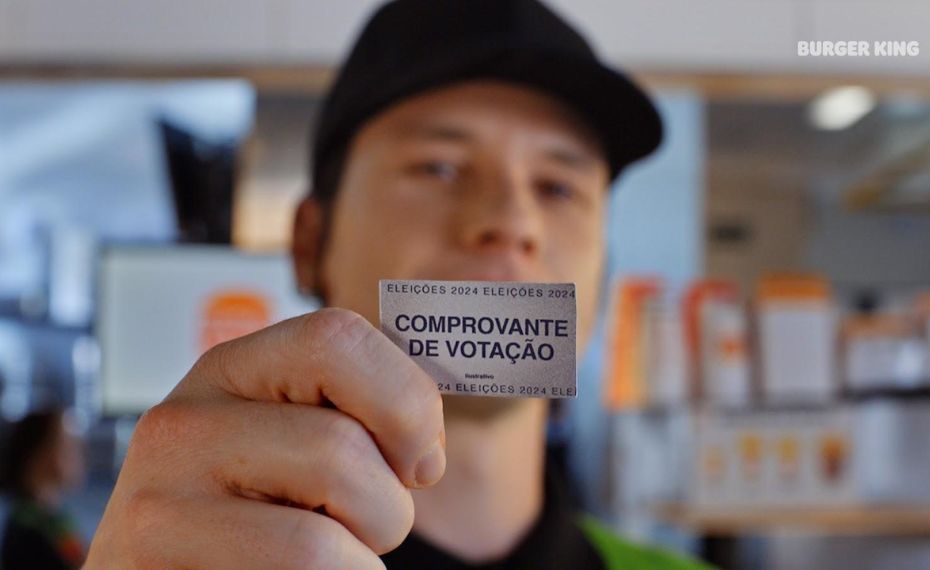 BURGER KING
ELEIÇÕES 2024 ELEIÇÕES 2024
COMPROVANTE
DE VOTAÇÃO
ilustrativo
24 ELEIÇÕES 2024 ELE